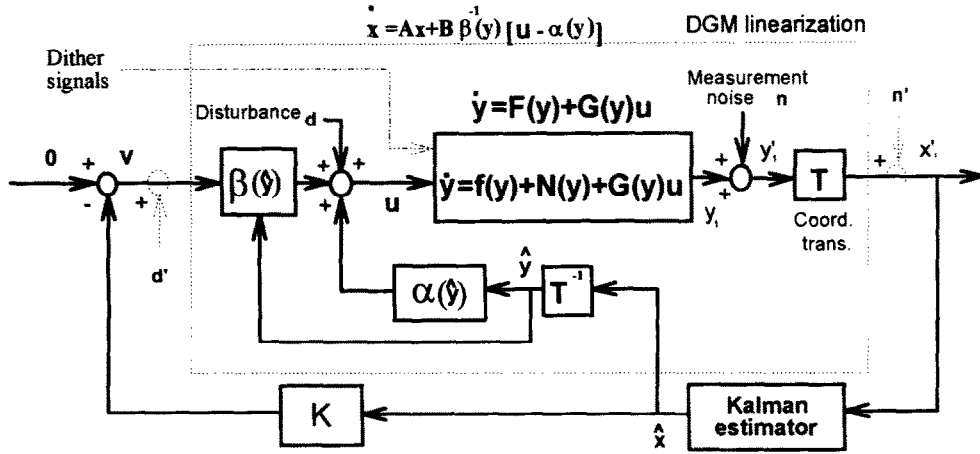 ẋ =Ax+B β⁻¹(y) [u - α(y)]
DGM linearization
Dither
signals
Disturbance d
ẏ =F(y)+G(y)u
Measurement
noise n
n'
0 + v
-
+
d'
β(ŷ)
+ + +
u
ẏ=f(y)+N(y)+G(y)u
+ +
y₁
y'₁
T
Coord.
trans.
+
x'₁
α(ŷ)
ŷ
T⁻¹
K
x̂
Kalman
estimator